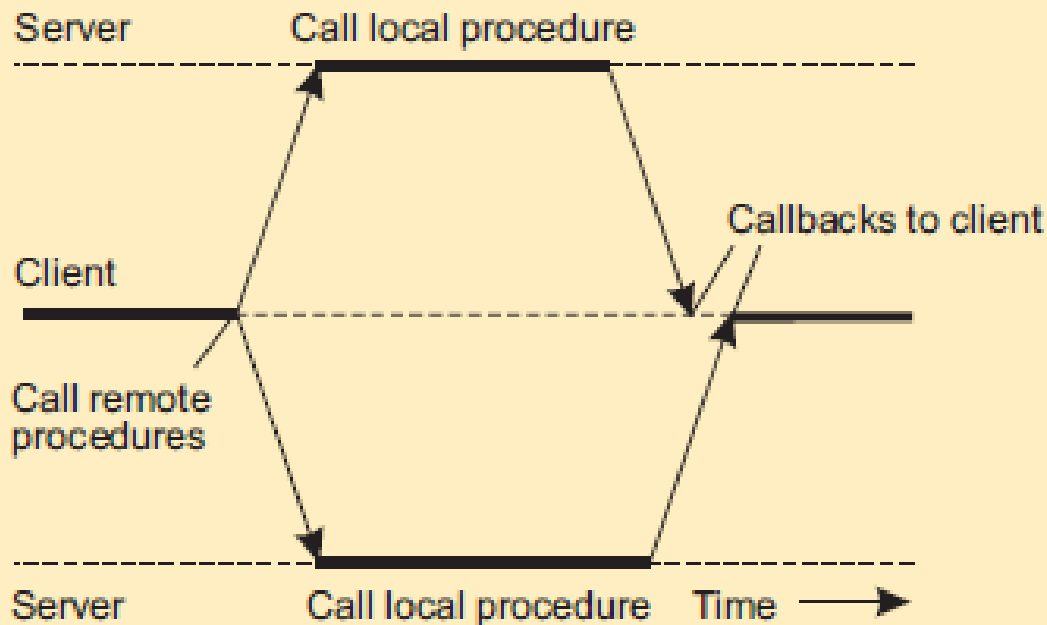 Server
Call local procedure
Callbacks to client
Client
Call remote
procedures
Server
Call local procedure
Time